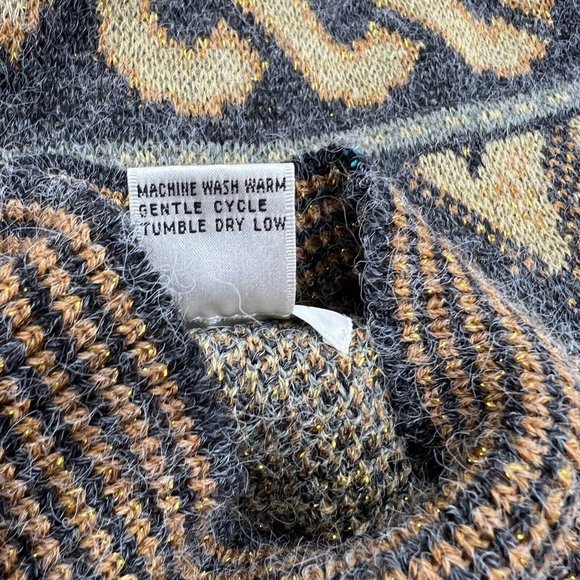 MACHINE WASH WARM
GENTLE CYCLE
TUMBLE DRY LOW